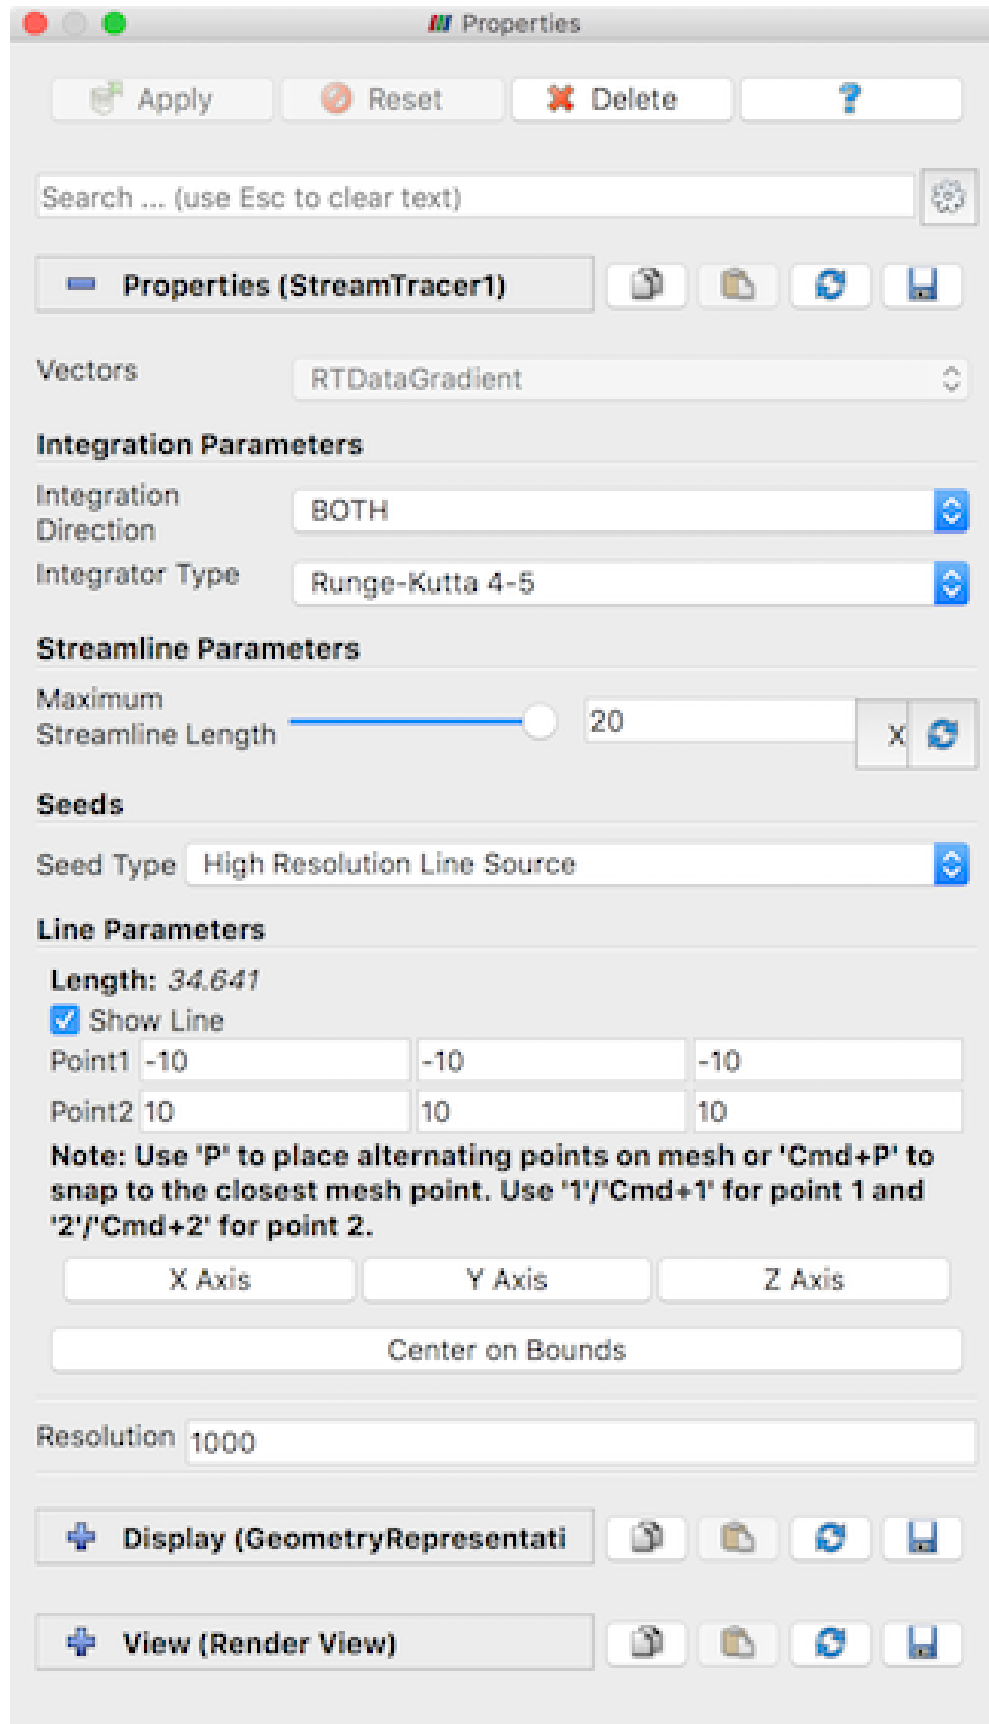 Properties
Apply Reset Delete ?
Search ... (use Esc to clear text)
Properties (StreamTracer1)
Vectors RTDataGradient
Integration Parameters
Integration
Direction
BOTH
Integrator Type Runge-Kutta 4-5
Streamline Parameters
Maximum
Streamline Length
20 X
Seeds
Seed Type High Resolution Line Source
Line Parameters
Length: 34.641
Show Line
Point1 -10 -10 -10
Point2 10 10 10
Note: Use 'P' to place alternating points on mesh or 'Cmd+P' to
snap to the closest mesh point. Use '1'/'Cmd+1' for point 1 and
'2'/'Cmd+2' for point 2.
X Axis Y Axis Z Axis
Center on Bounds
Resolution 1000
Display (GeometryRepresentati
View (Render View)